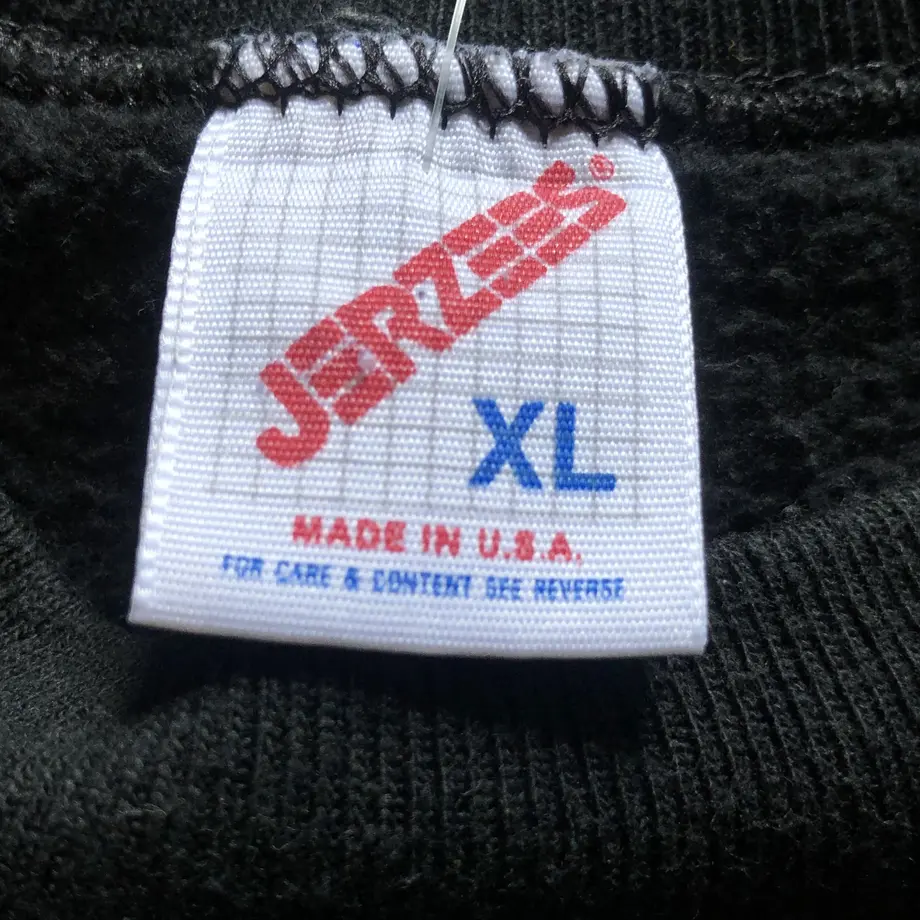 JERZEES®
XL
MADE IN U.S.A.
FOR CARE & CONTENT SEE REVERSE